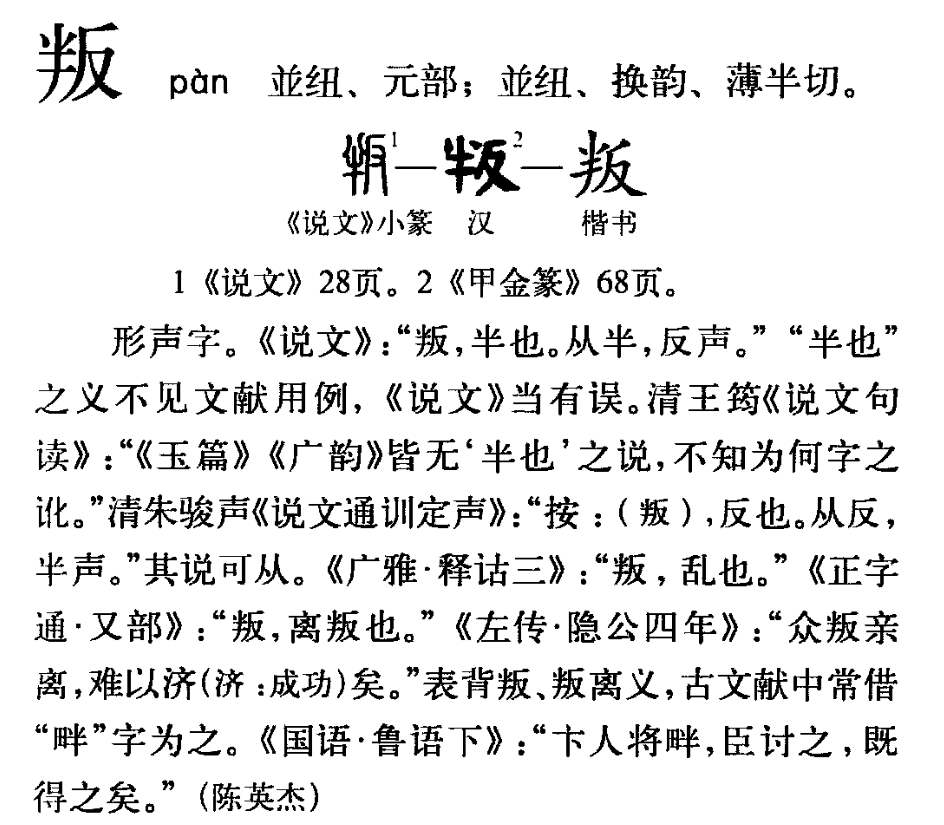 叛 pàn 並纽、元部；並纽、换韵、薄半切。
叛1—叛2—叛
《说文》小篆 汉 楷书
1《说文》28页。2《甲金篆》68页。
形声字。《说文》：“叛，半也。从半，反声。”“半也”
之义不见文献用例，《说文》当有误。清王筠《说文句
读》：“《玉篇》《广韵》皆无‘半也’之说，不知为何字之
讹。”清朱骏声《说文通训定声》：“按：（叛），反也。从反，
半声。”其说可从。《广雅·释诂三》：“叛，乱也。”《正字
通·又部》：“叛，离叛也。”《左传·隐公四年》：“众叛亲
离，难以济（济：成功）矣。”表背叛、叛离义，古文献中常借
“畔”字为之。《国语·鲁语下》：“卞人将畔，臣讨之，既
得之矣。”（陈英杰）